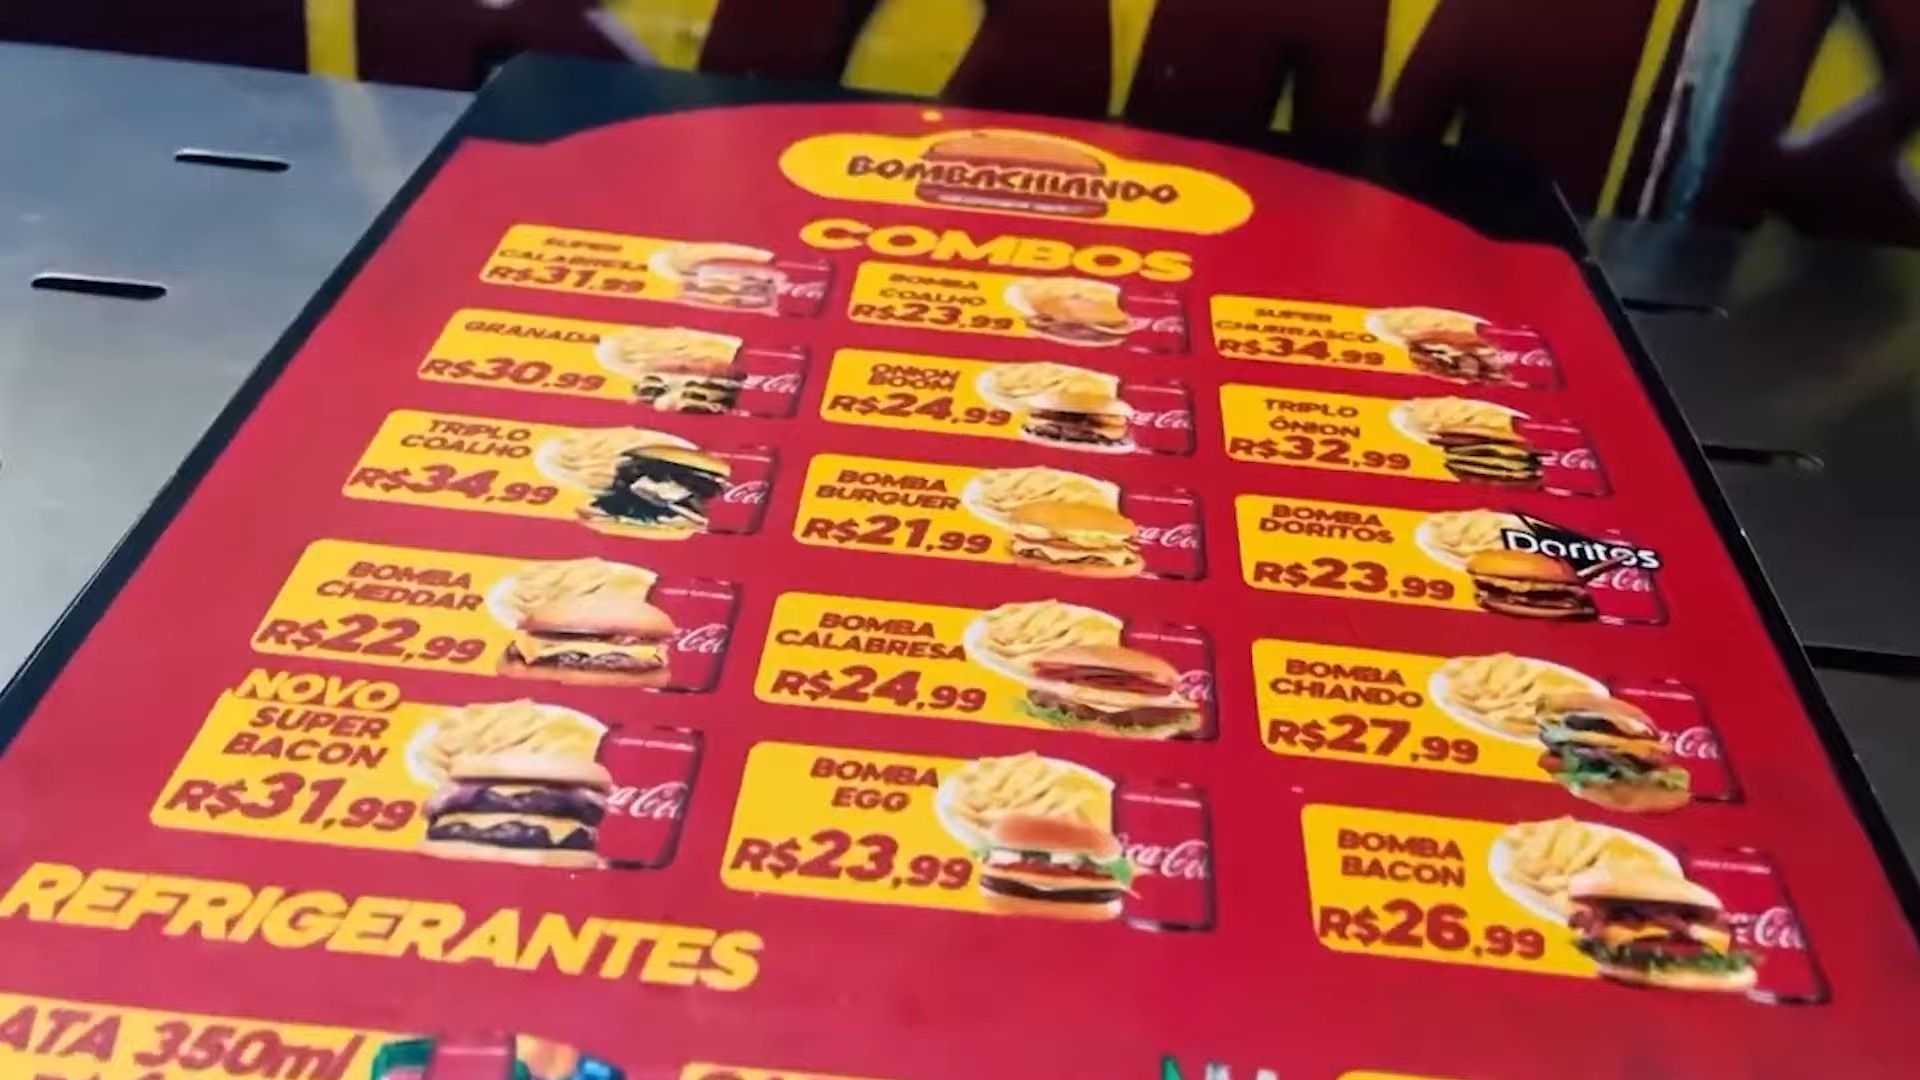 BOMBACHIANDO
COMBOS
SUPER
CALABRESA
R$31,99
BOMBA
COALHO
R$23,99
SUPER
CHURRASCO
R$34,99
GRANADA
R$30,99
ONION
BOOM
R$24,99
TRIPLO
ÔNION
R$32,99
TRIPLO
COALHO
R$34,99
BOMBA
BURGUER
R$21,99
BOMBA
DORITOS
R$23,99
Doritos
BOMBA
CHEDDAR
R$22,99
BOMBA
CALABRESA
R$24,99
BOMBA
CHIANDO
R$27,99
NOVO
SUPER
BACON
R$31,99
BOMBA
EGG
R$23,99
BOMBA
BACON
R$26,99
REFRIGERANTES
ATA 350ml